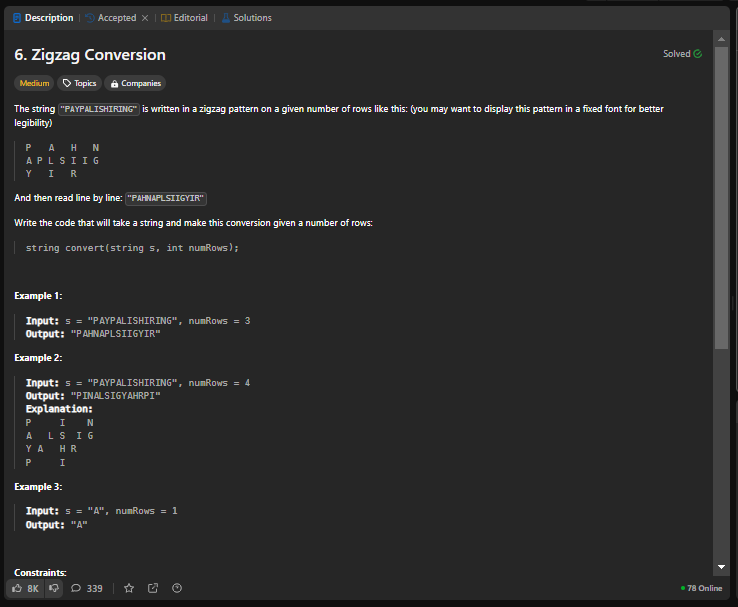 Description Accepted × Editorial Solutions
6. Zigzag Conversion Solved
Medium Topics Companies
The string "PAYPALISHIRING" is written in a zigzag pattern on a given number of rows like this: (you may want to display this pattern in a fixed font for better
legibility)
P   A   H   N
A P L S I I G
Y   I   R
And then read line by line: "PAHNAPLSIIGYIR"
Write the code that will take a string and make this conversion given a number of rows:
string convert(string s, int numRows);
Example 1:
Input: s = "PAYPALISHIRING", numRows = 3
Output: "PAHNAPLSIIGYIR"
Example 2:
Input: s = "PAYPALISHIRING", numRows = 4
Output: "PINALSIGYAHRPI"
Explanation:
P     I    N
A   L S  I G
Y A   H R
P     I
Example 3:
Input: s = "A", numRows = 1
Output: "A"
Constraints:
8K 339 78 Online